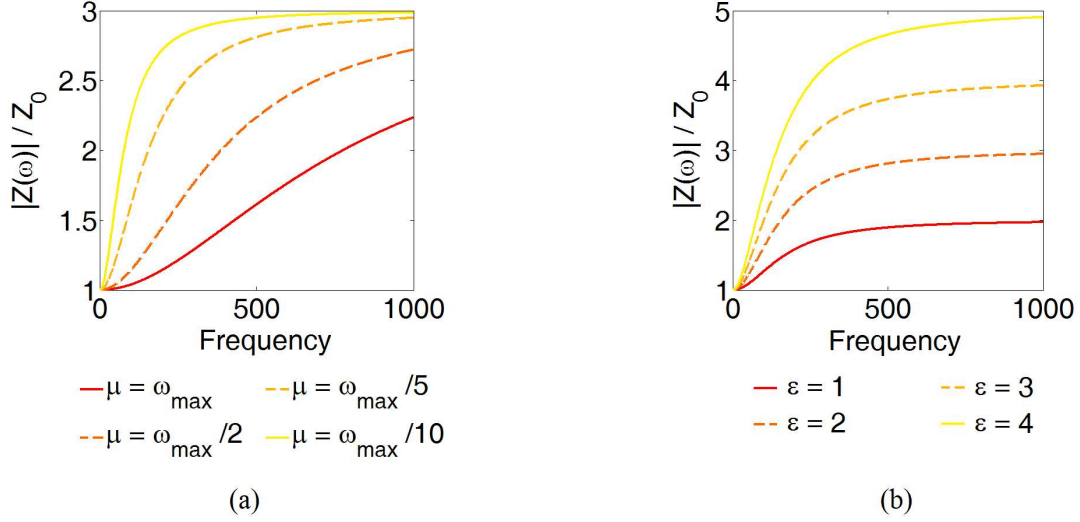 |Z(ω)| / Z0
3
2.5
2
1.5
1
0
500
1000
Frequency
μ = ωmax
μ = ωmax /5
μ = ωmax /2
μ = ωmax /10
(a)
|Z(ω)| / Z0
5
4
3
2
1
0
500
1000
Frequency
ε = 1
ε = 3
ε = 2
ε = 4
(b)